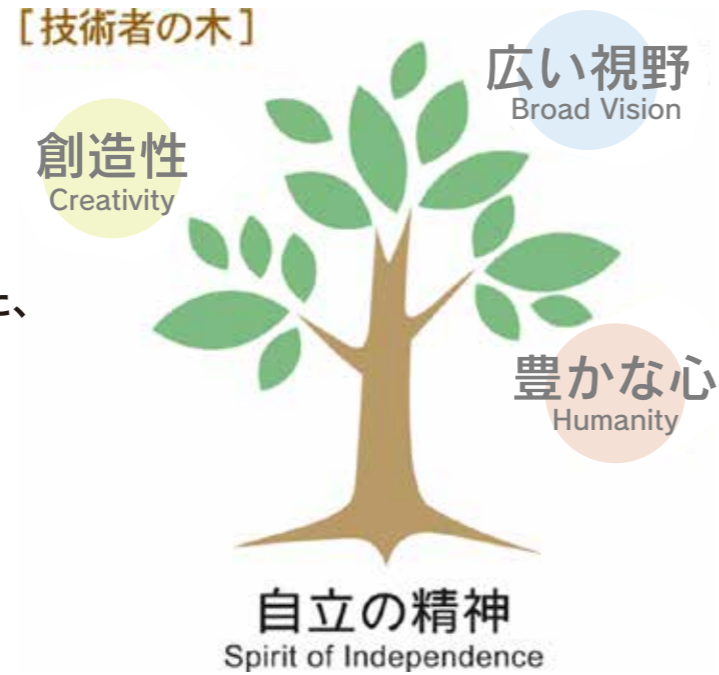 [技術者の木]
広い視野
Broad Vision
創造性
Creativity
た、
豊かな心
Humanity
自立の精神
Spirit of Independence